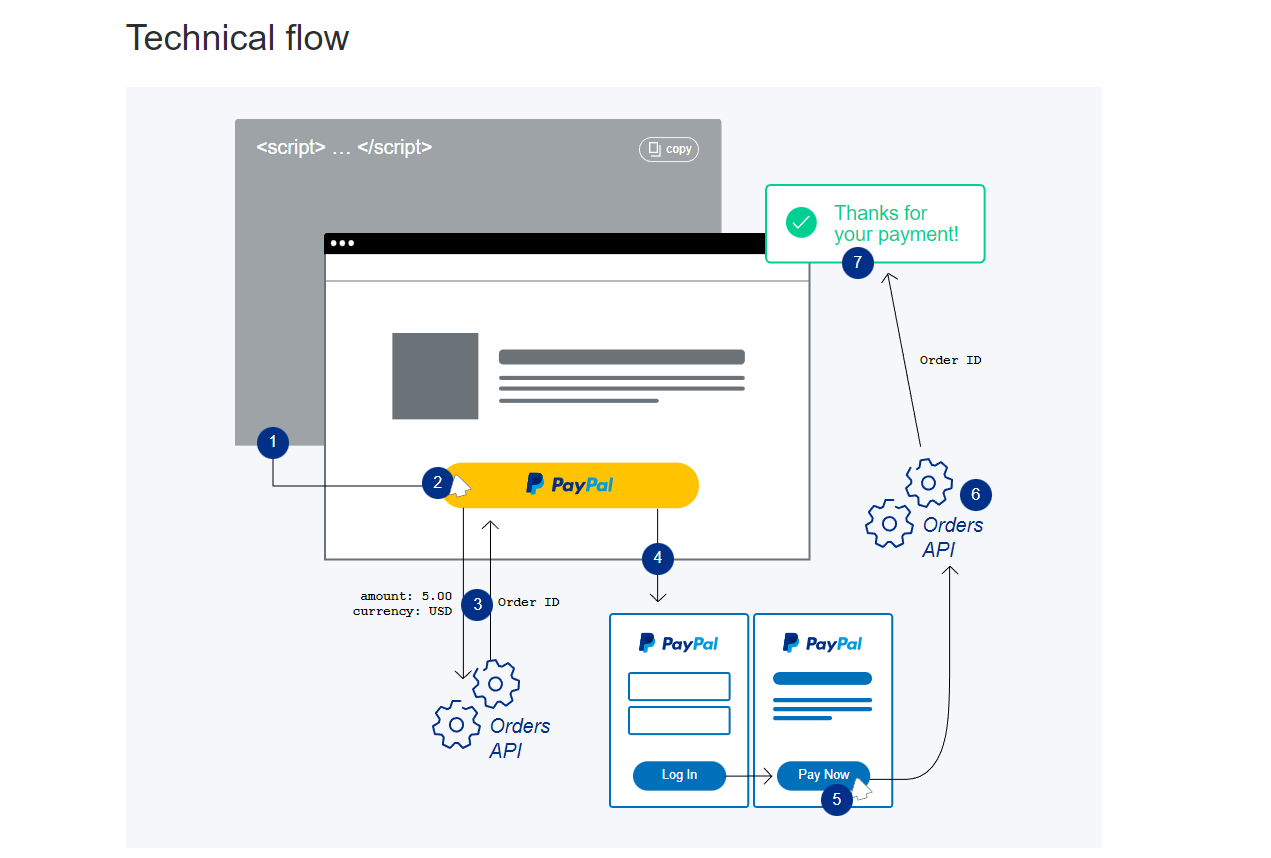 Technical flow
<script> ... </script>
copy
Thanks for
your payment!
7
Order ID
1
2
PayPal
6
Orders
API
4
amount: 5.00
currency: USD
3
Order ID
PayPal
PayPal
Orders
API
Log In
Pay Now
5